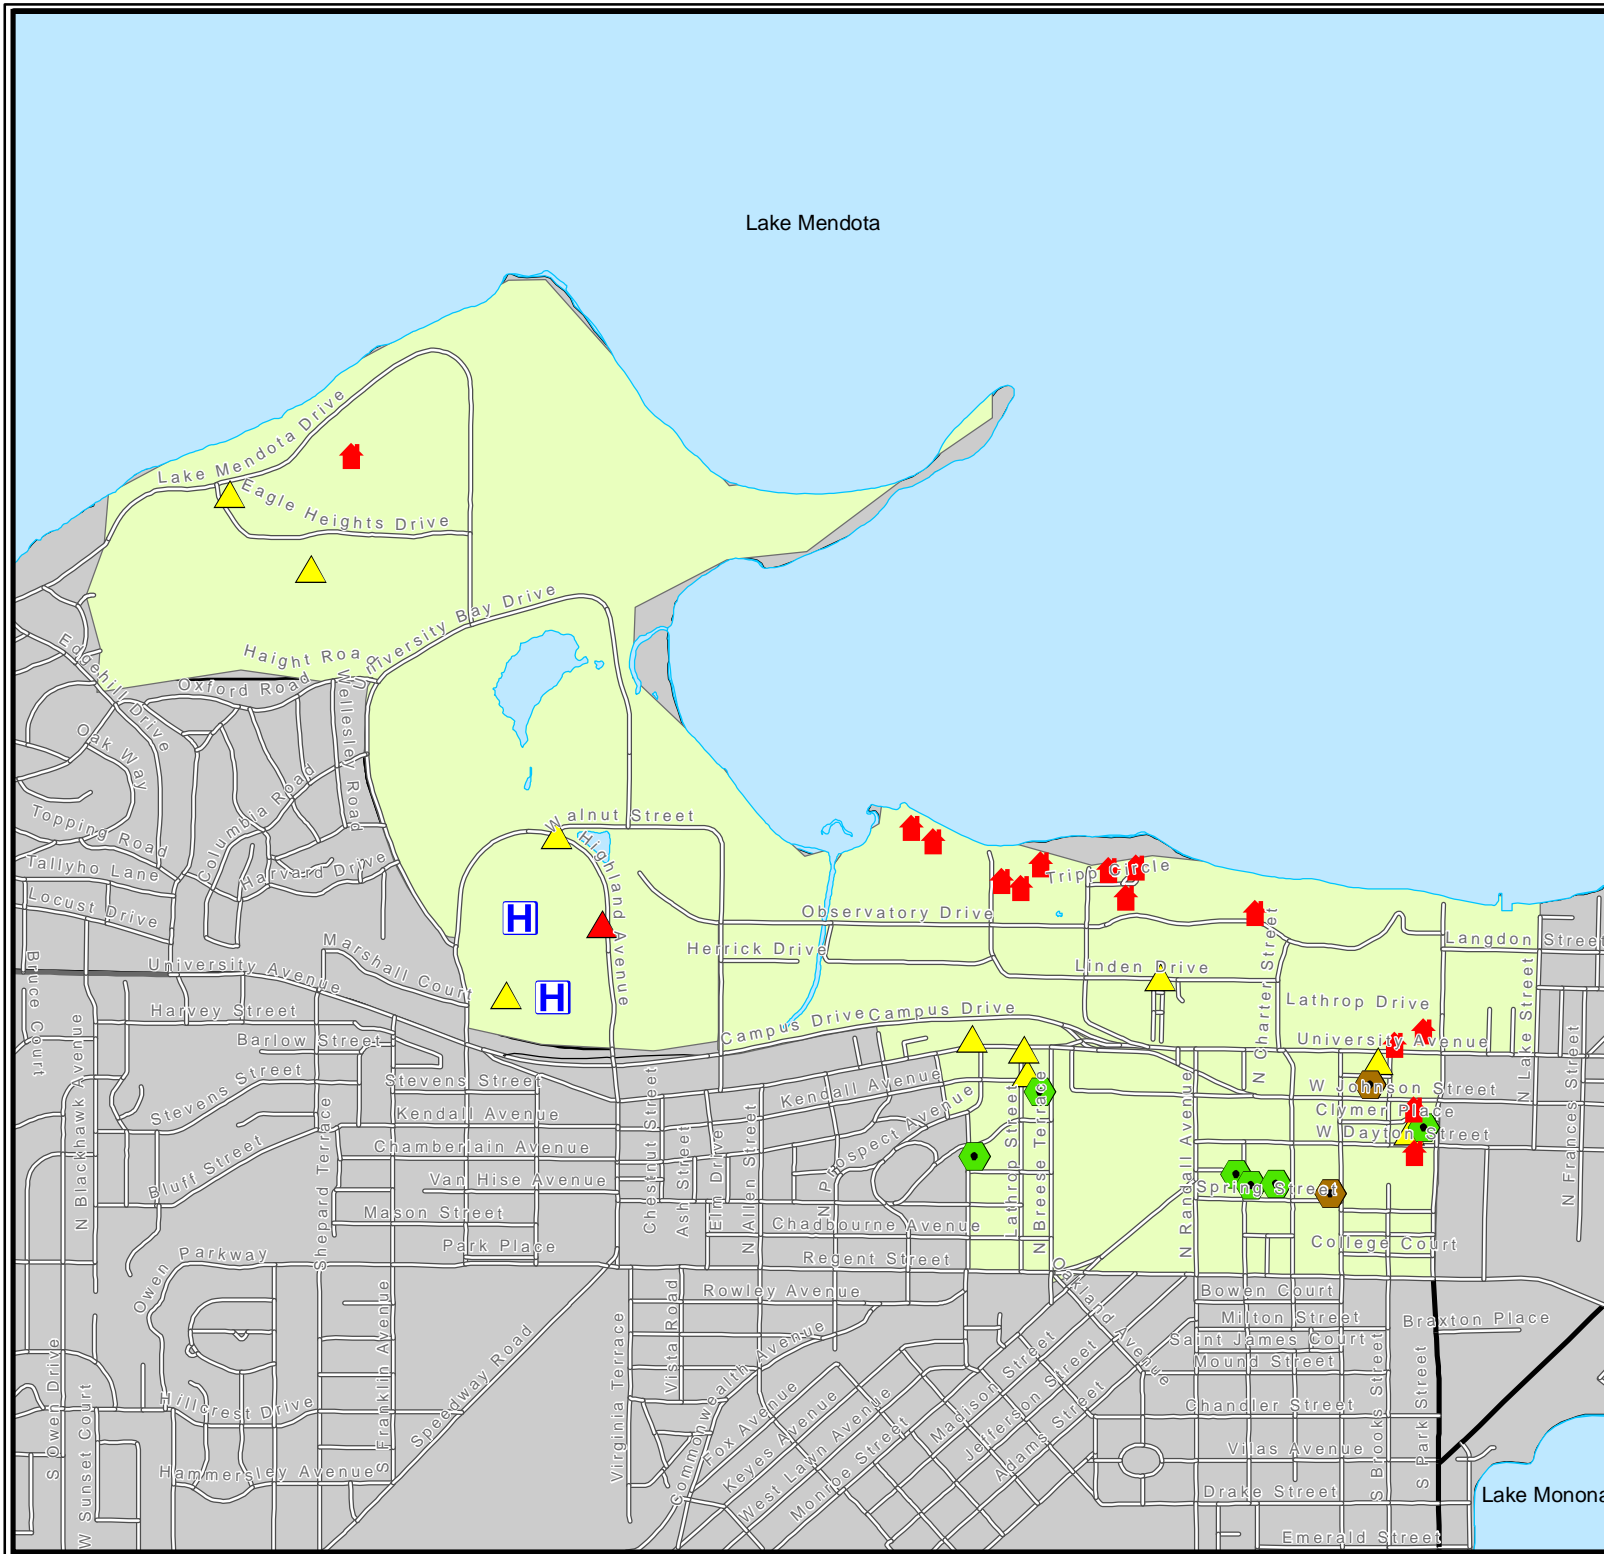 Lake Mendota
Lake Mendota Drive
Eagle Heights Drive
University Bay Drive
Haight Road
Oxford Road
Edgehill Drive
Wellesley Road
Oak Way
Columbia Road
Topping Road
Tallyho Lane
Harvard Drive
Locust Drive
Walnut Street
Highland Avenue
H
H
Tripp Circle
Observatory Drive
Herrick Drive
Linden Drive
N Charter Street
Langdon Street
Lathrop Drive
Marshall Court
University Avenue
Bruce Court
Harvey Street
Barlow Street
Campus Drive
Campus Drive
University Avenue
N Lake Street
N Frances Street
N Blackhawk Avenue
Stevens Street
Stevens Street
Kendall Avenue
Kendall Avenue
W Johnson Street
Clymer Place
W Dayton Street
Chamberlain Avenue
Prospect Avenue
Bluff Street
Shepard Terrace
Van Hise Avenue
Mason Street
Park Place
Chestnut Street
Ash Street
Elm Drive
N Allen Street
N
Lathrop Street
N Breese Terrace
N Randall Avenue
Spring Street
Chadbourne Avenue
Regent Street
College Court
Owen Parkway
Rowley Avenue
Oakland Avenue
Bowen Court
Milton Street
Braxton Place
Saint James Court
Mound Street
S Owen Drive
W Sunset Court
Hillcrest Drive
S Franklin Avenue
Speedway Road
Virginia Terrace
Vista Road
Commonwealth Avenue
Fox Avenue
Keyes Avenue
West Lawn Avenue
Monroe Street
Madison Street
Jefferson Street
Adams Street
Chandler Street
Vilas Avenue
S Brooks Street
S Park Street
Hammersley Avenue
Drake Street
Lake Monona
Emerald Street